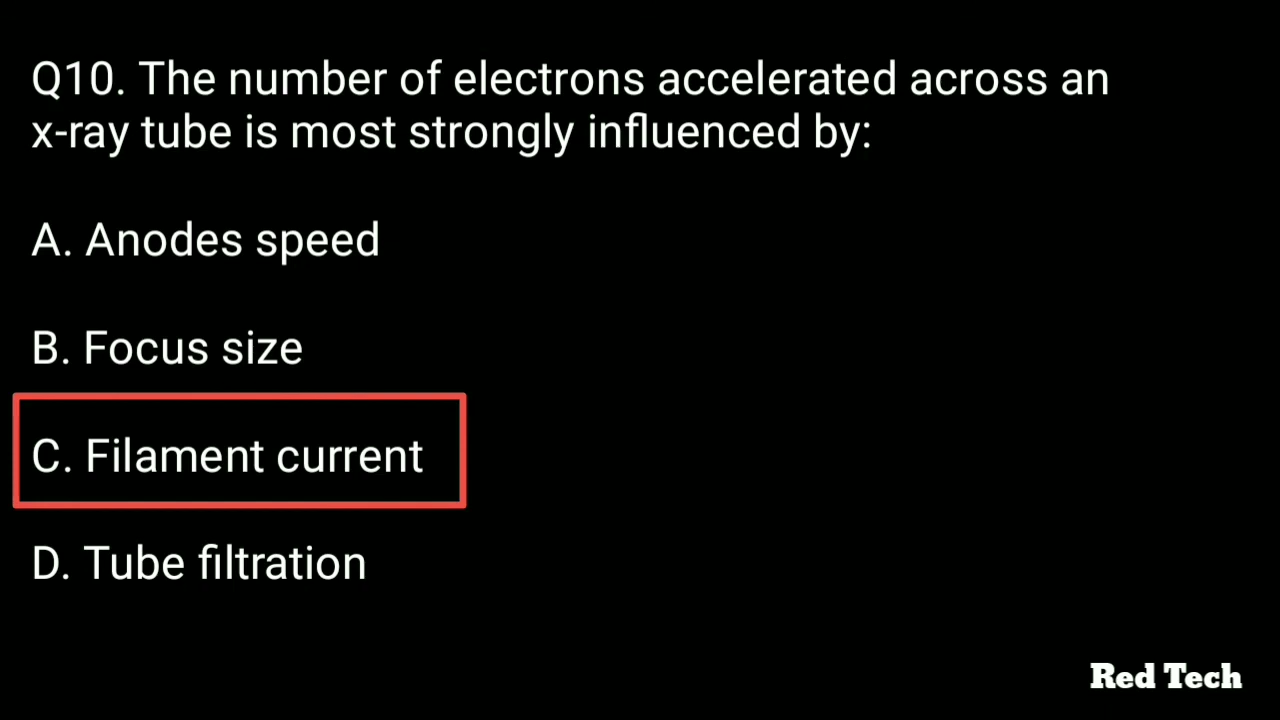 Q10. The number of electrons accelerated across an
x-ray tube is most strongly influenced by:
A. Anodes speed
B. Focus size
C. Filament current
D. Tube filtration
Red Tech